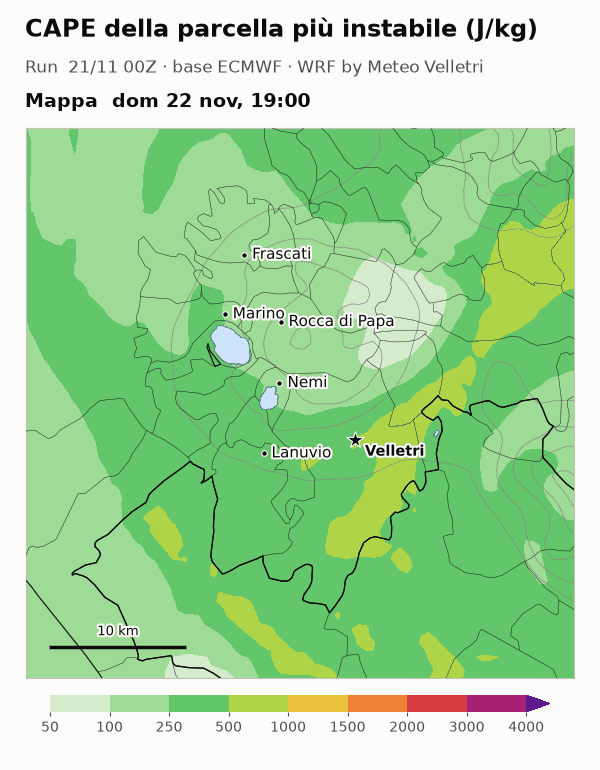 CAPE della parcella più instabile (J/kg)
Run  21/11 00Z · base ECMWF · WRF by Meteo Velletri
Mappa  dom 22 nov, 19:00
Frascati
Marino
Rocca di Papa
Nemi
Velletri
Lanuvio
10 km
50 100 250 500 1000 1500 2000 3000 4000